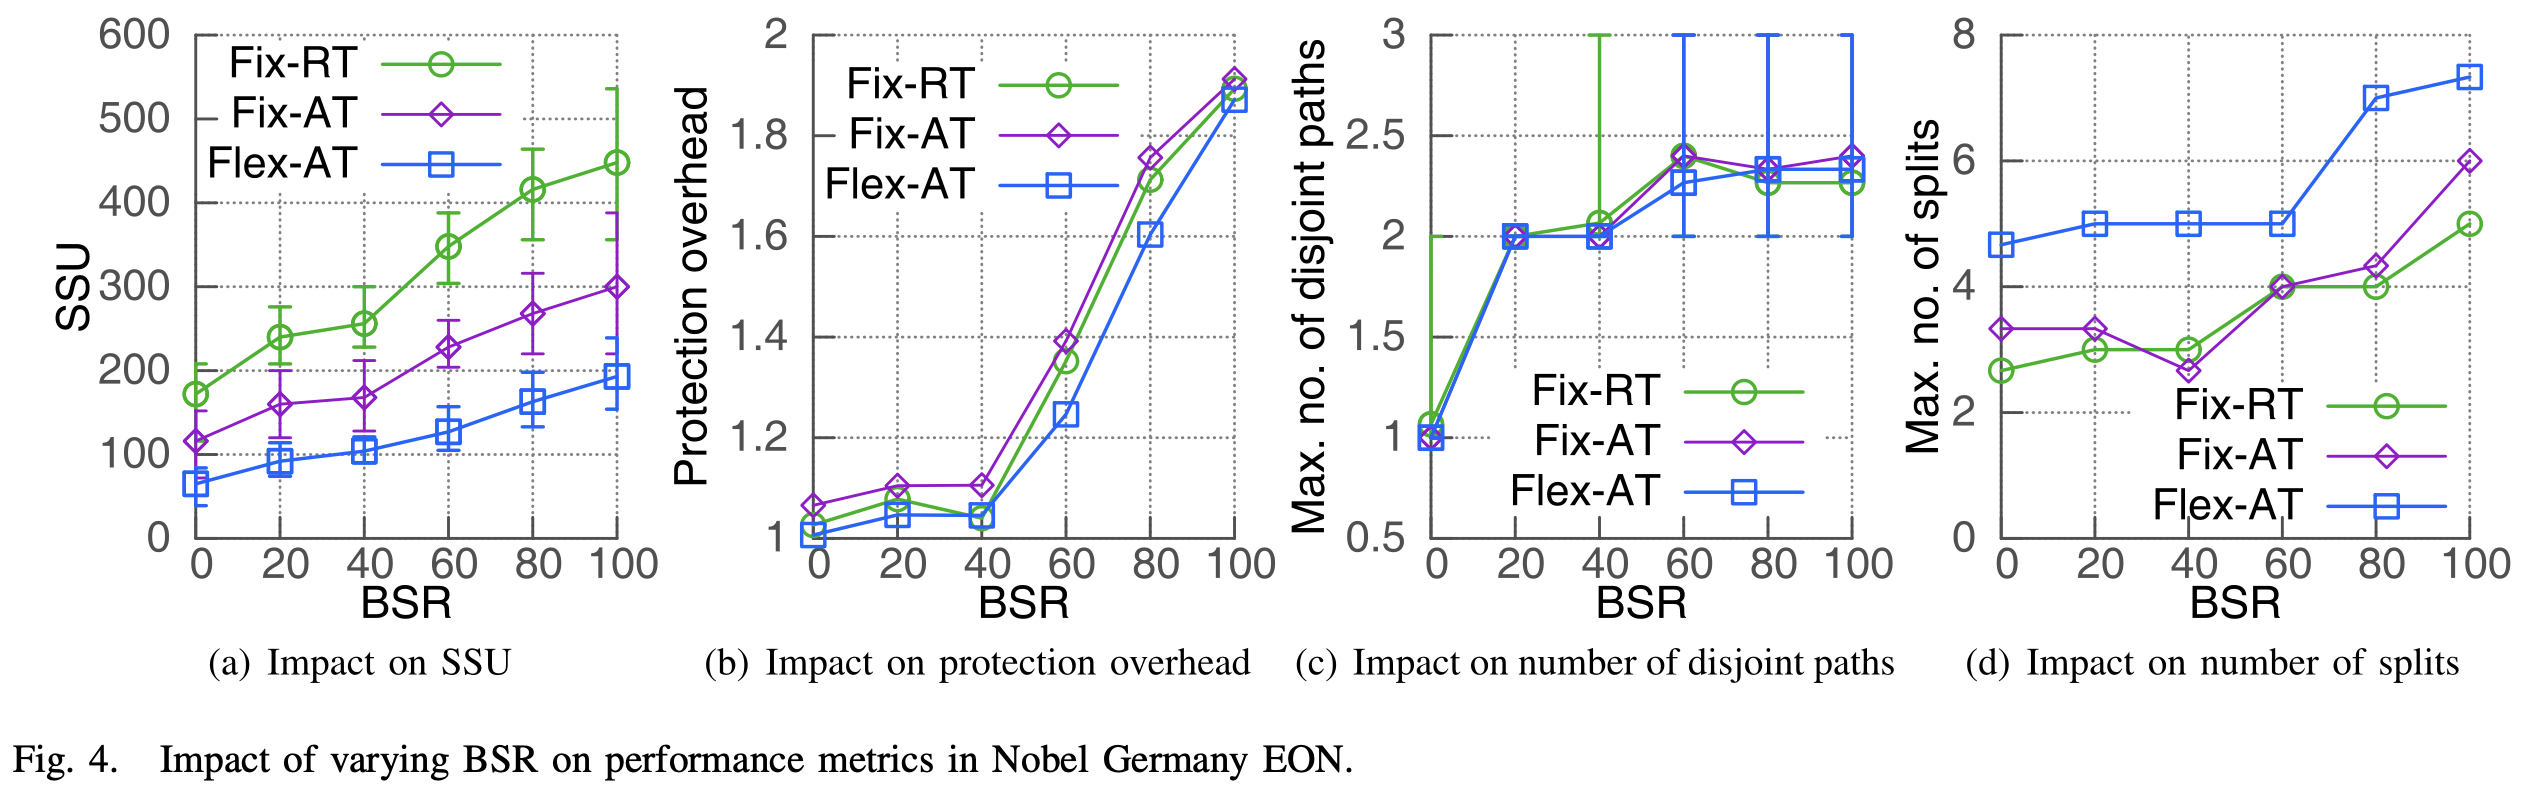 SSU
600
500
400
300
200
100
0
Fix-RT
Fix-AT
Flex-AT
0 20 40 60 80 100
BSR
(a) Impact on SSU
Protection overhead
2
1.8
1.6
1.4
1.2
1
Fix-RT
Fix-AT
Flex-AT
0 20 40 60 80 100
BSR
(b) Impact on protection overhead
Max. no. of disjoint paths
3
2.5
2
1.5
1
0.5
Fix-RT
Fix-AT
Flex-AT
0 20 40 60 80 100
BSR
(c) Impact on number of disjoint paths
Max. no. of splits
8
6
4
2
0
Fix-RT
Fix-AT
Flex-AT
0 20 40 60 80 100
BSR
(d) Impact on number of splits
Fig. 4. Impact of varying BSR on performance metrics in Nobel Germany EON.